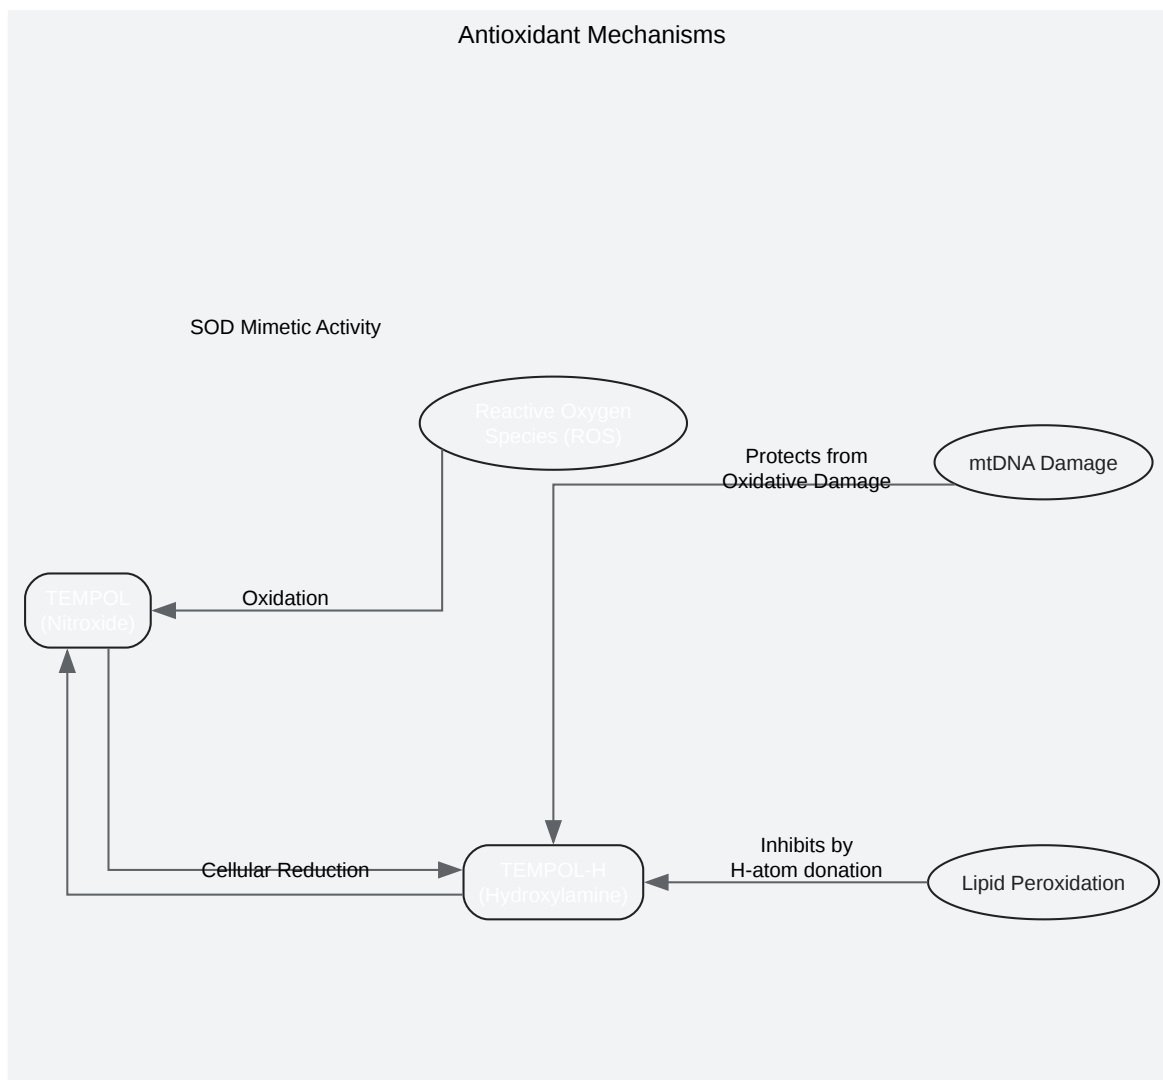 Antioxidant Mechanisms
SOD Mimetic Activity
Reactive Oxygen
Species (ROS)
Protects from
Oxidative Damage
mtDNA Damage
TEMPOL
(Nitroxide)
Oxidation
Cellular Reduction
TEMPOL-H
(Hydroxylamine)
Inhibits by
H-atom donation
Lipid Peroxidation